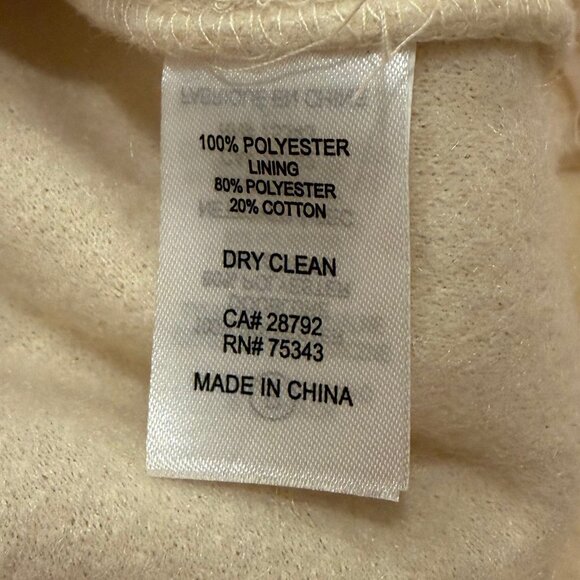 100% POLYESTER
LINING
80% POLYESTER
20% COTTON
DRY CLEAN
CA# 28792
RN# 75343
MADE IN CHINA